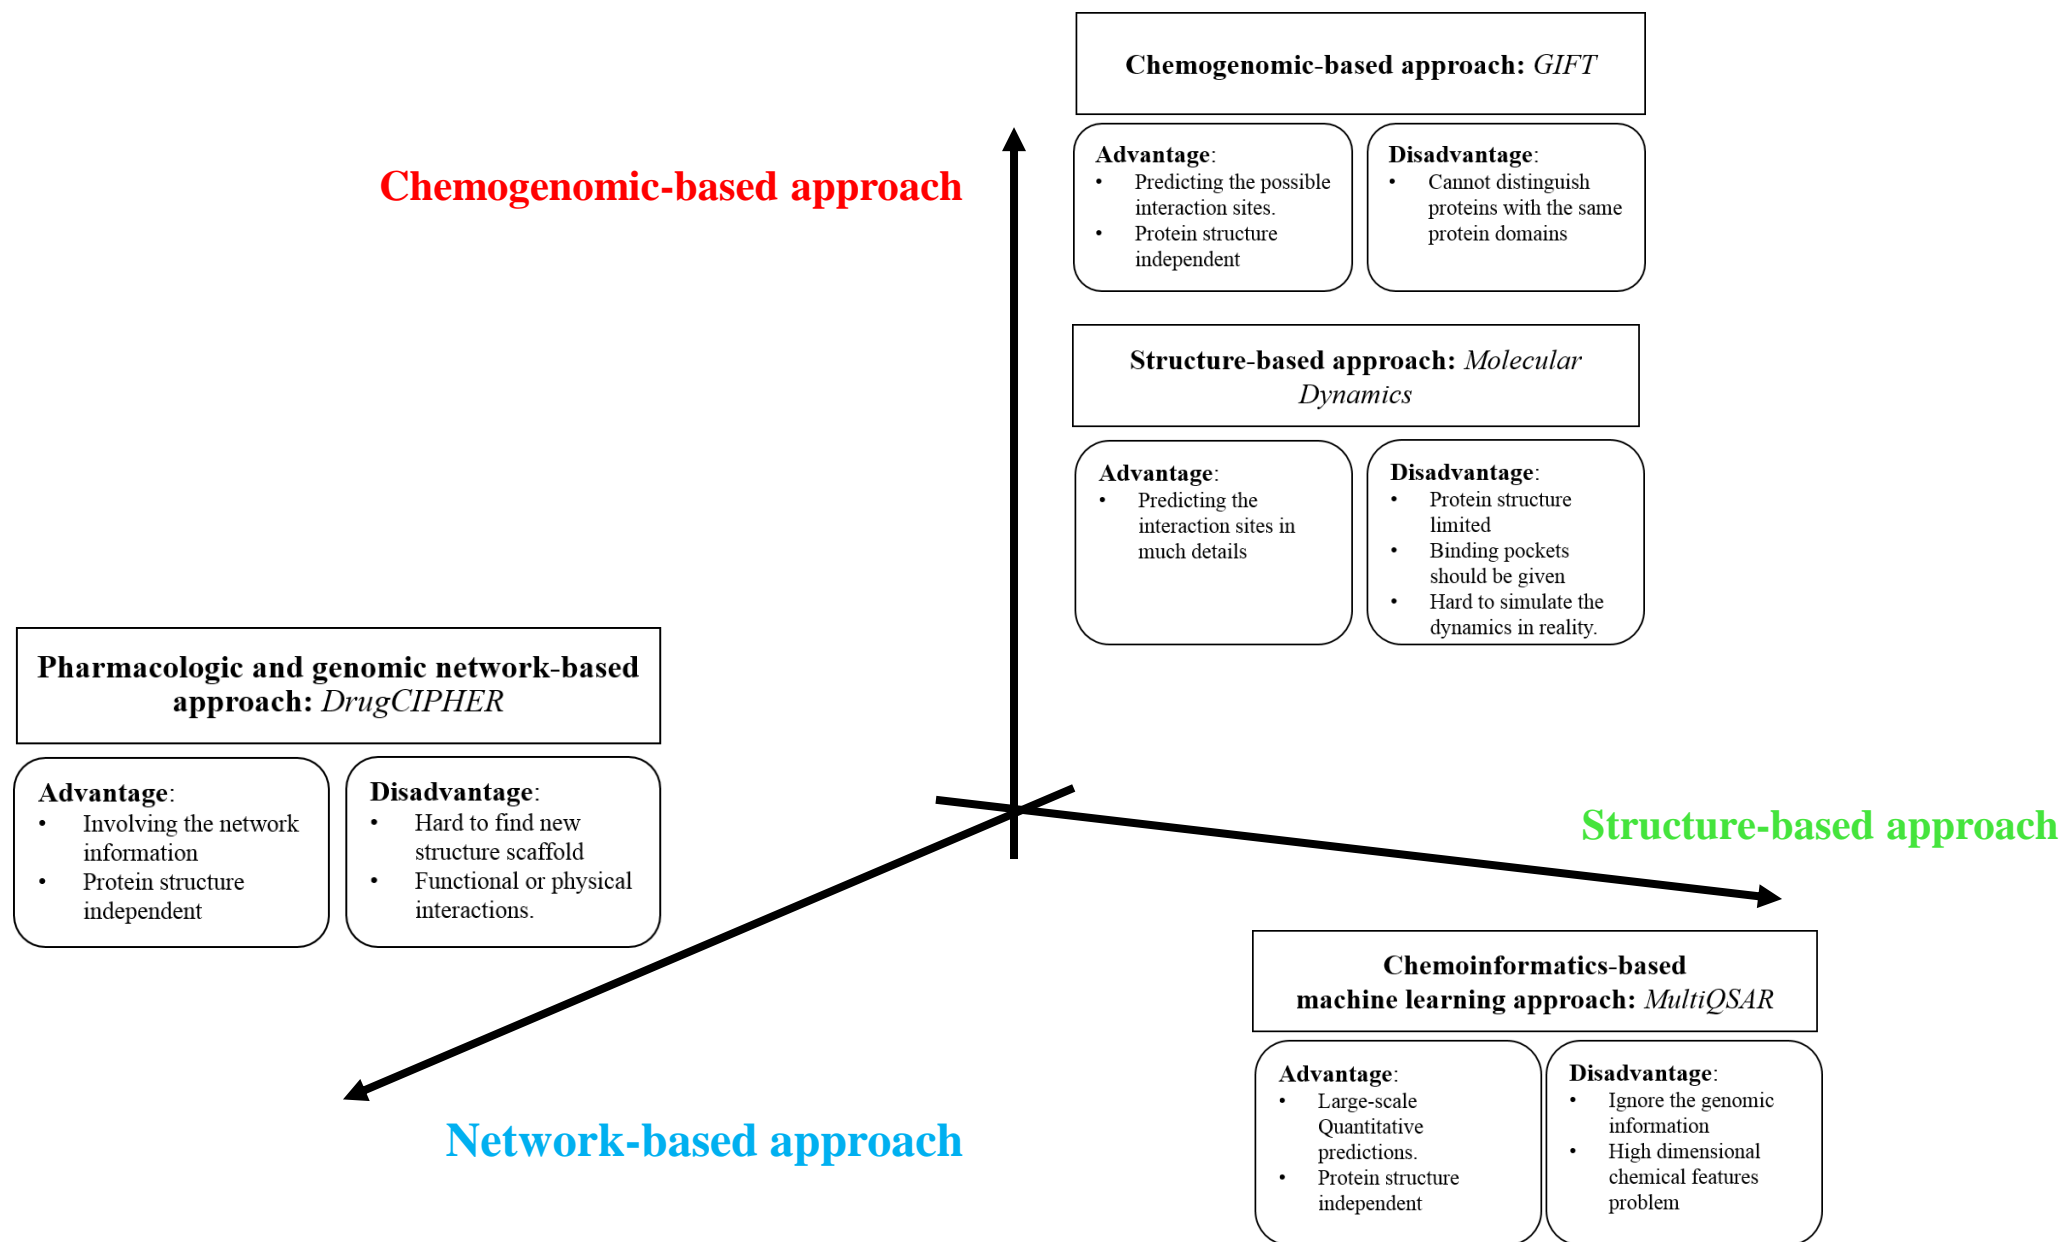 Chemogenomic-based approach: GIFT
Advantage:
• Predicting the possible
interaction sites.
• Protein structure
independent
Disadvantage:
• Cannot distinguish
proteins with the same
protein domains
Chemogenomic-based approach
Structure-based approach: Molecular
Dynamics
Advantage:
• Predicting the
interaction sites in
much details
Disadvantage:
• Protein structure
limited
• Binding pockets
should be given
• Hard to simulate the
dynamics in reality.
Pharmacologic and genomic network-based
approach: DrugCIPHER
Advantage:
• Involving the network
information
• Protein structure
independent
Disadvantage:
• Hard to find new
structure scaffold
• Functional or physical
interactions.
Structure-based approach
Network-based approach
Chemoinformatics-based
machine learning approach: MultiQSAR
Advantage:
• Large-scale
Quantitative
predictions.
• Protein structure
independent
Disadvantage:
• Ignore the genomic
information
• High dimensional
chemical features
problem